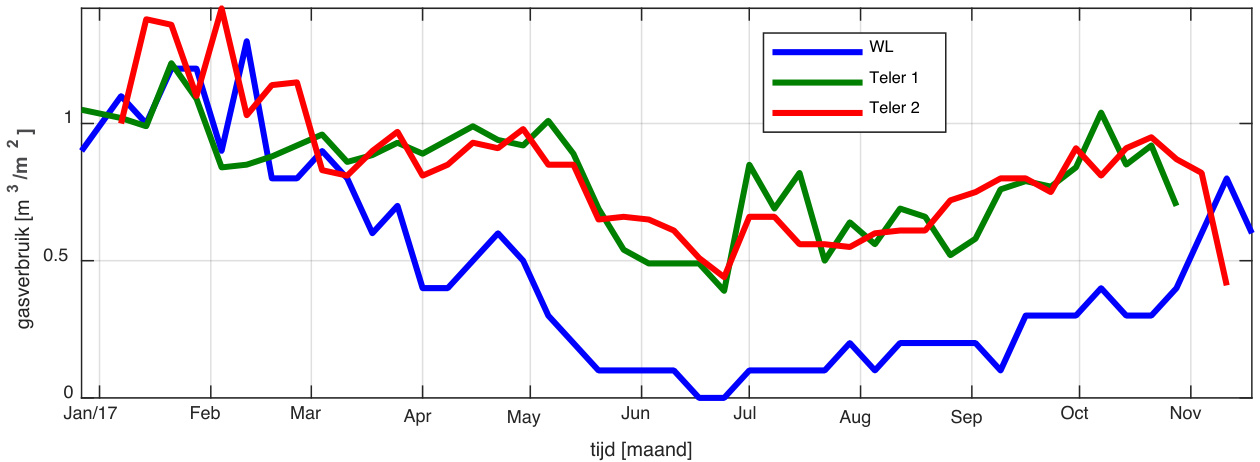 WL
Teler 1
Teler 2
1
0.5
0
gasverbruik [m 3 /m 2 ]
Jan/17 Feb Mar Apr May Jun Jul Aug Sep Oct Nov
tijd [maand]